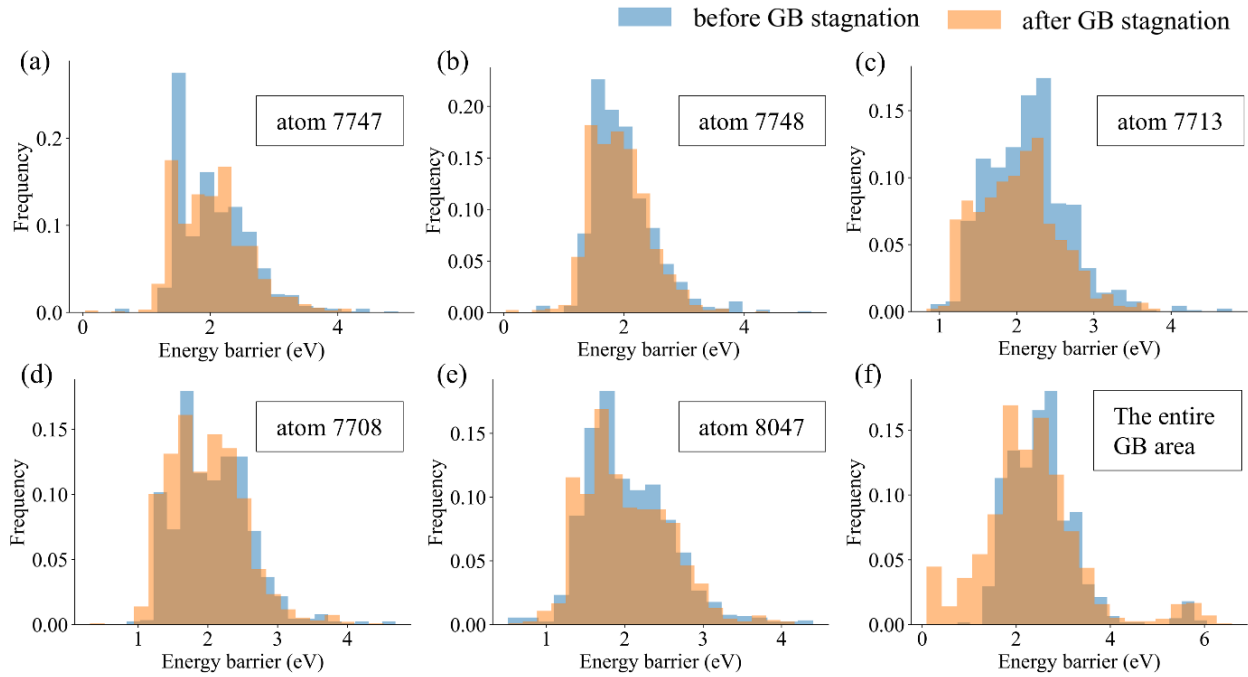 before GB stagnation after GB stagnation
(a)
Frequency
0.2
0.1
0.0
atom 7747
0 2 4
Energy barrier (eV)
(b)
Frequency
0.20
0.15
0.10
0.05
0.00
atom 7748
0 2 4
Energy barrier (eV)
(c)
Frequency
0.15
0.10
0.05
0.00
atom 7713
1 2 3 4
Energy barrier (eV)
(d)
Frequency
0.15
0.10
0.05
0.00
atom 7708
1 2 3 4
Energy barrier (eV)
(e)
Frequency
0.15
0.10
0.05
0.00
atom 8047
1 2 3 4
Energy barrier (eV)
(f)
Frequency
0.15
0.10
0.05
0.00
The entire
GB area
0 2 4 6
Energy barrier (eV)